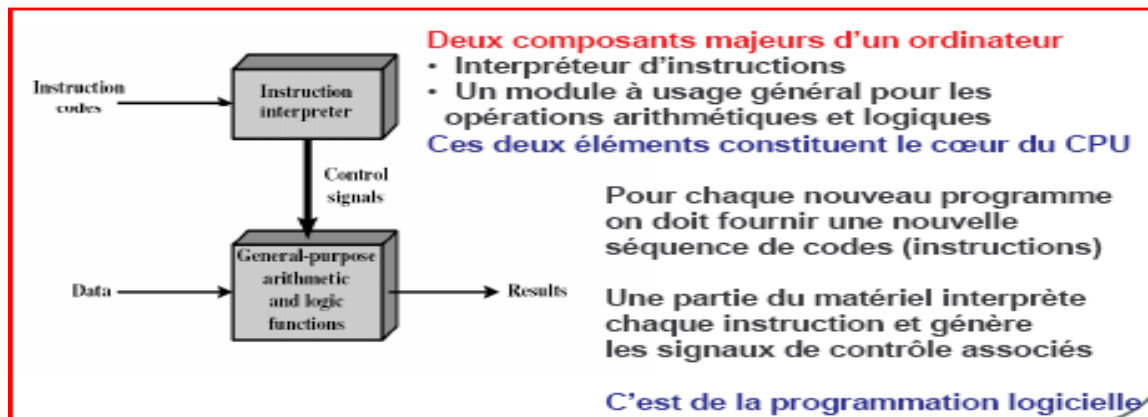 Deux composants majeurs d'un ordinateur
• Interpréteur d'instructions
• Un module à usage général pour les
opérations arithmétiques et logiques
Ces deux éléments constituent le cœur du CPU
Instruction
codes
Instruction
interpreter
Control
signals
Data
General-purpose
arithmetic
and logic
functions
Results
Pour chaque nouveau programme
on doit fournir une nouvelle
séquence de codes (instructions)
Une partie du matériel interprète
chaque instruction et génère
les signaux de contrôle associés
C'est de la programmation logicielle